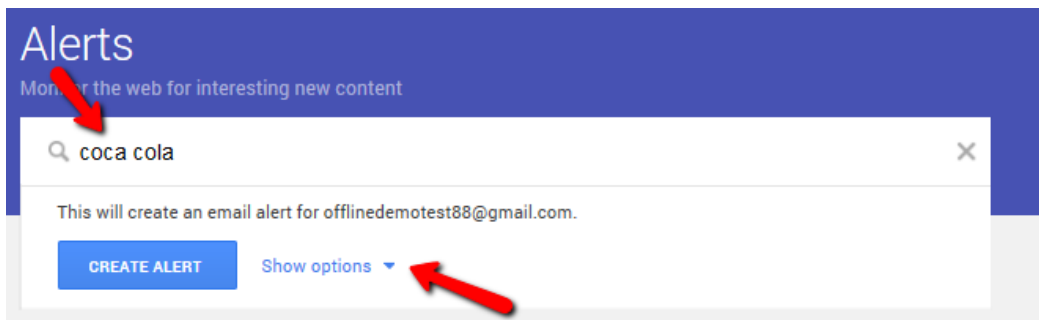 Alerts
Monitor the web for interesting new content
coca cola
This will create an email alert for offlinedemotest88@gmail.com.
CREATE ALERT Show options